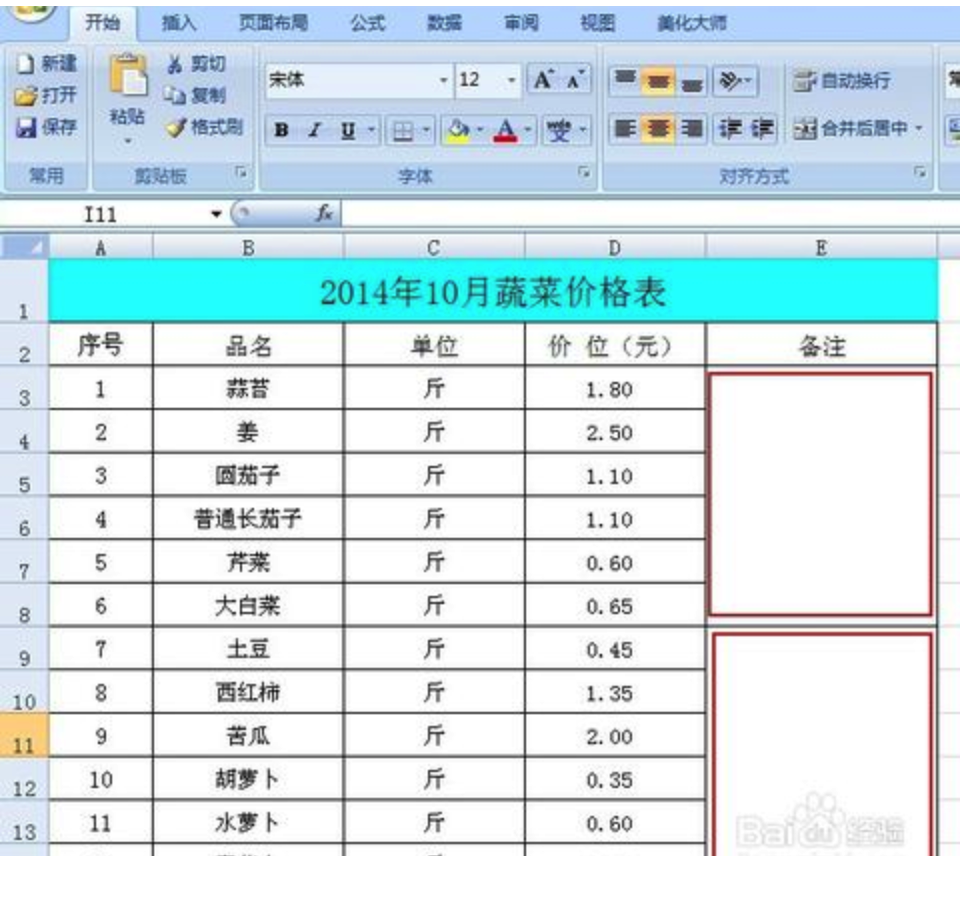 开始 插入 页面布局 公式 数据 审阅 视图 美化大师
新建 剪切 宋体 12 A A 自动换行
打开 粘贴 复制
保存 格式刷 B I U A 合并后居中
常用 剪贴板 字体 对齐方式
I11 fx
A B C D E
1 2014年10月蔬菜价格表
2 序号 品名 单位 价 位（元） 备注
3 1 蒜苔 斤 1.80
4 2 姜 斤 2.50
5 3 圆茄子 斤 1.10
6 4 普通长茄子 斤 1.10
7 5 芹菜 斤 0.60
8 6 大白菜 斤 0.65
9 7 土豆 斤 0.45
10 8 西红柿 斤 1.35
11 9 苦瓜 斤 2.00
12 10 胡萝卜 斤 0.35
13 11 水萝卜 斤 0.60
Baidu 经验